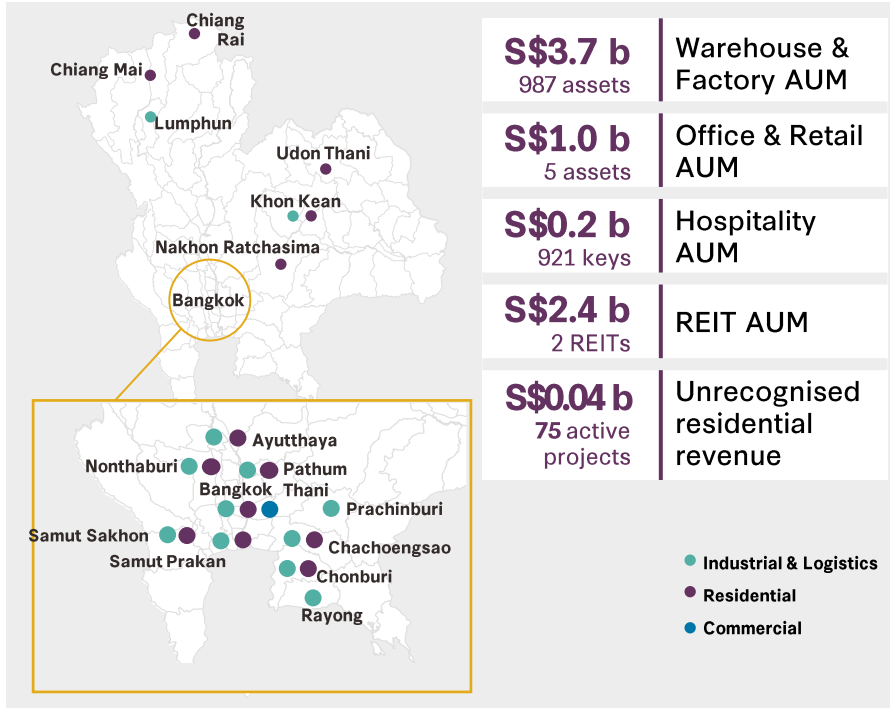 Chiang
Rai
Chiang Mai
Lumphun
Udon Thani
Khon Kean
Nakhon Ratchasima
Bangkok
Ayutthaya
Nonthaburi
Pathum
Thani
Bangkok
Prachinburi
Samut Sakhon
Samut Prakan
Chachoengsao
Chonburi
Rayong
S$3.7 b
987 assets
Warehouse &
Factory AUM
S$1.0 b
5 assets
Office & Retail
AUM
S$0.2 b
921 keys
Hospitality
AUM
S$2.4 b
2 REITs
REIT AUM
S$0.04 b
75 active
projects
Unrecognised
residential
revenue
Industrial & Logistics
Residential
Commercial